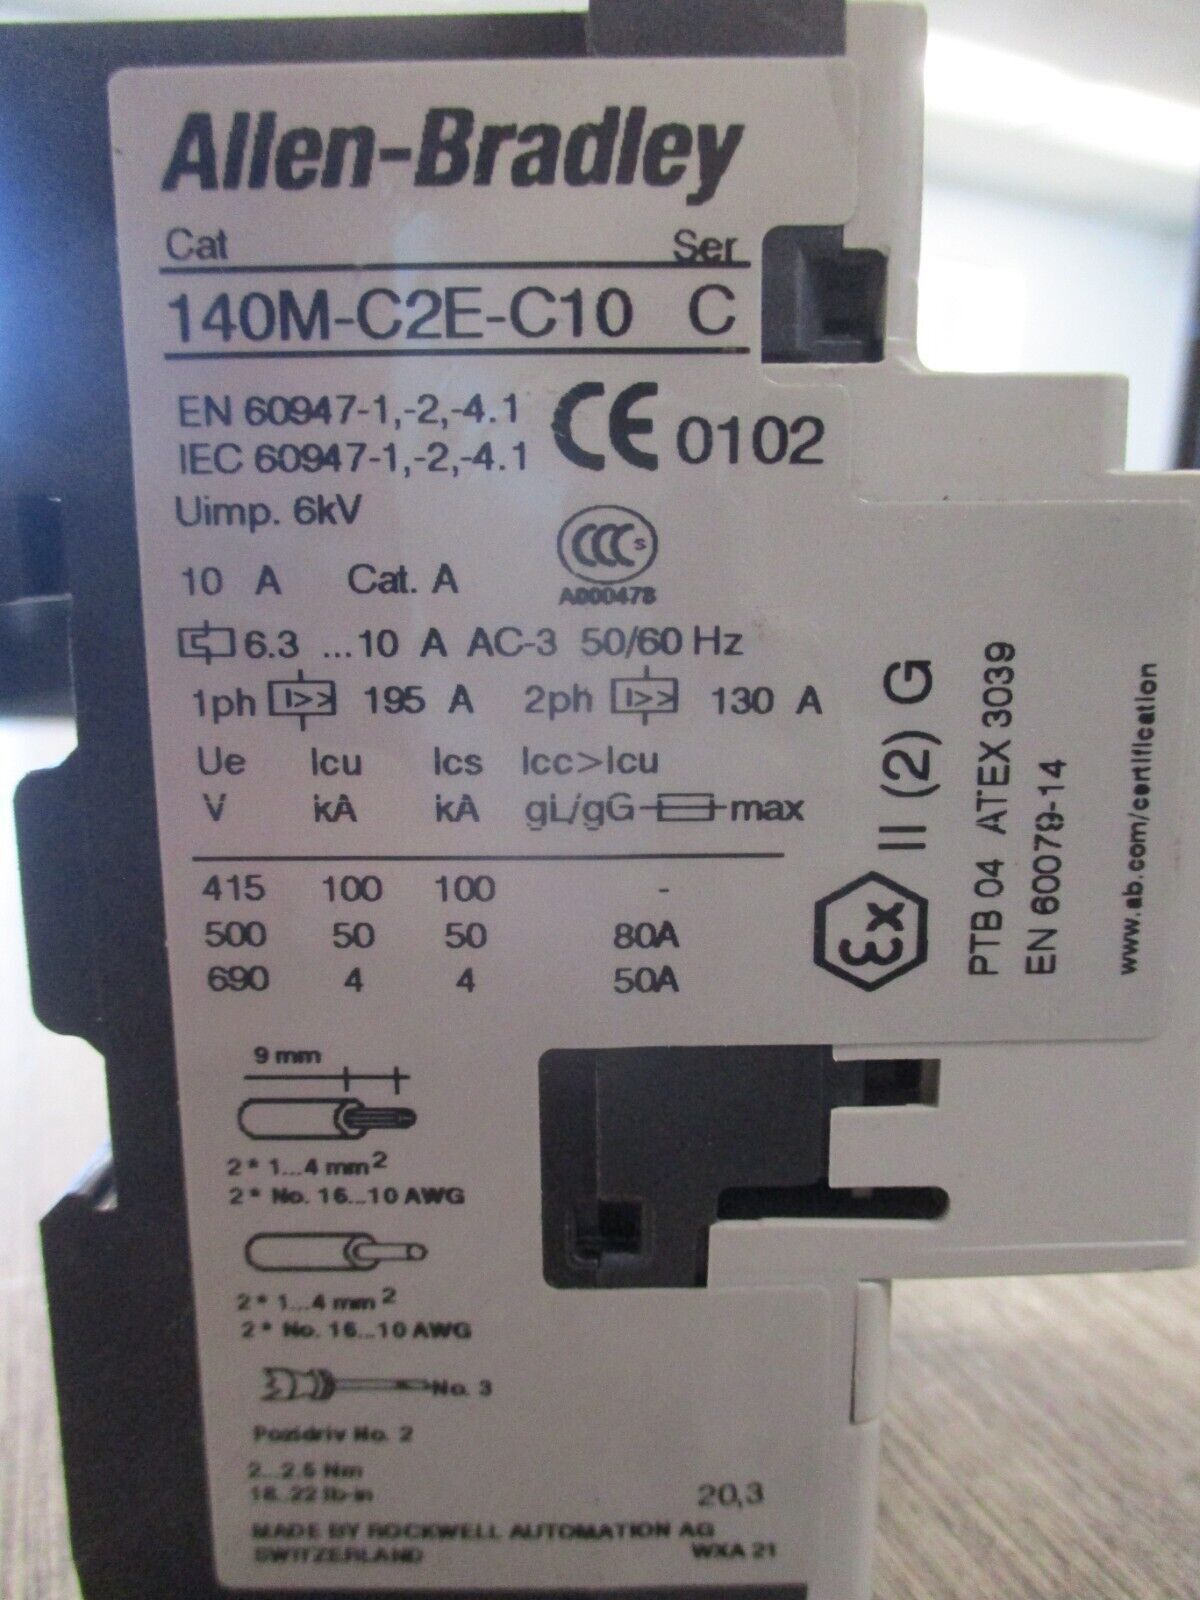 Allen-Bradley
Cat Ser
140M-C2E-C10 C
EN 60947-1,-2,-4.1
IEC 60947-1,-2,-4.1
CE 0102
Uimp. 6kV
CCC S
A000478
10 A Cat. A
6.3 ...10 A AC-3 50/60 Hz
1ph I>> 195 A 2ph I>> 130 A
Ue Icu Ics Icc>Icu
V kA kA gL/gG max
415 100 100 -
500 50 50 80A
690 4 4 50A
9 mm
2 * 1...4 mm2
2 * No. 16...10 AWG
2 * 1...4 mm2
2 * No. 16...10 AWG
No. 3
Pozidriv No. 2
2...2.5 Nm
18..22 lb-in
20,3
MADE BY ROCKWELL AUTOMATION AG
SWITZERLAND WXA 21
Ex II (2) G
PTB 04 ATEX 3039
EN 60079-14
www.ab.com/certification